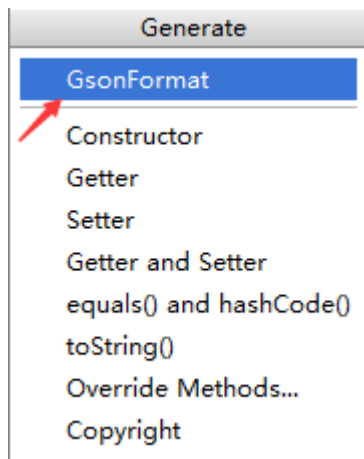 Generate
GsonFormat
Constructor
Getter
Setter
Getter and Setter
equals() and hashCode()
toString()
Override Methods...
Copyright